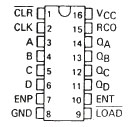 CLR 1 16 VCC
CLK 2 15 RCO
A 3 14 QA
B 4 13 QB
C 5 12 QC
D 6 11 QD
ENP 7 10 ENT
GND 8 9 LOAD